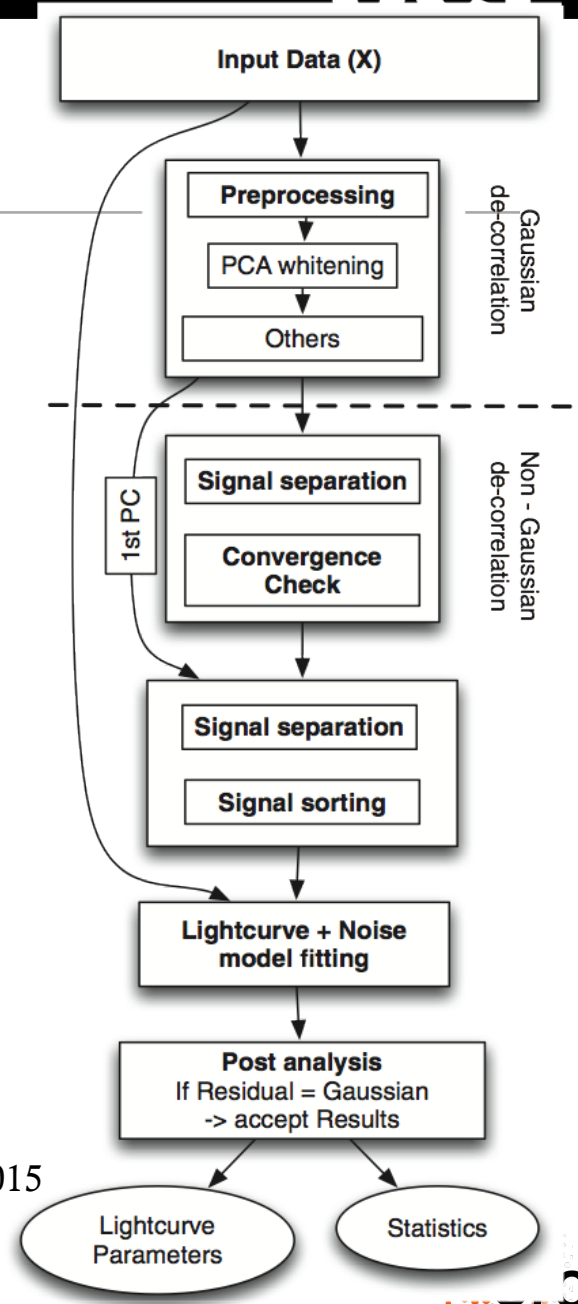 Input Data (X)
Preprocessing
PCA whitening
Others
Gaussian
de-correlation
1st PC
Signal separation
Convergence
Check
Non - Gaussian
de-correlation
Signal separation
Signal sorting
Lightcurve + Noise
model fitting
Post analysis
If Residual = Gaussian
-> accept Results
015
Lightcurve
Parameters
Statistics